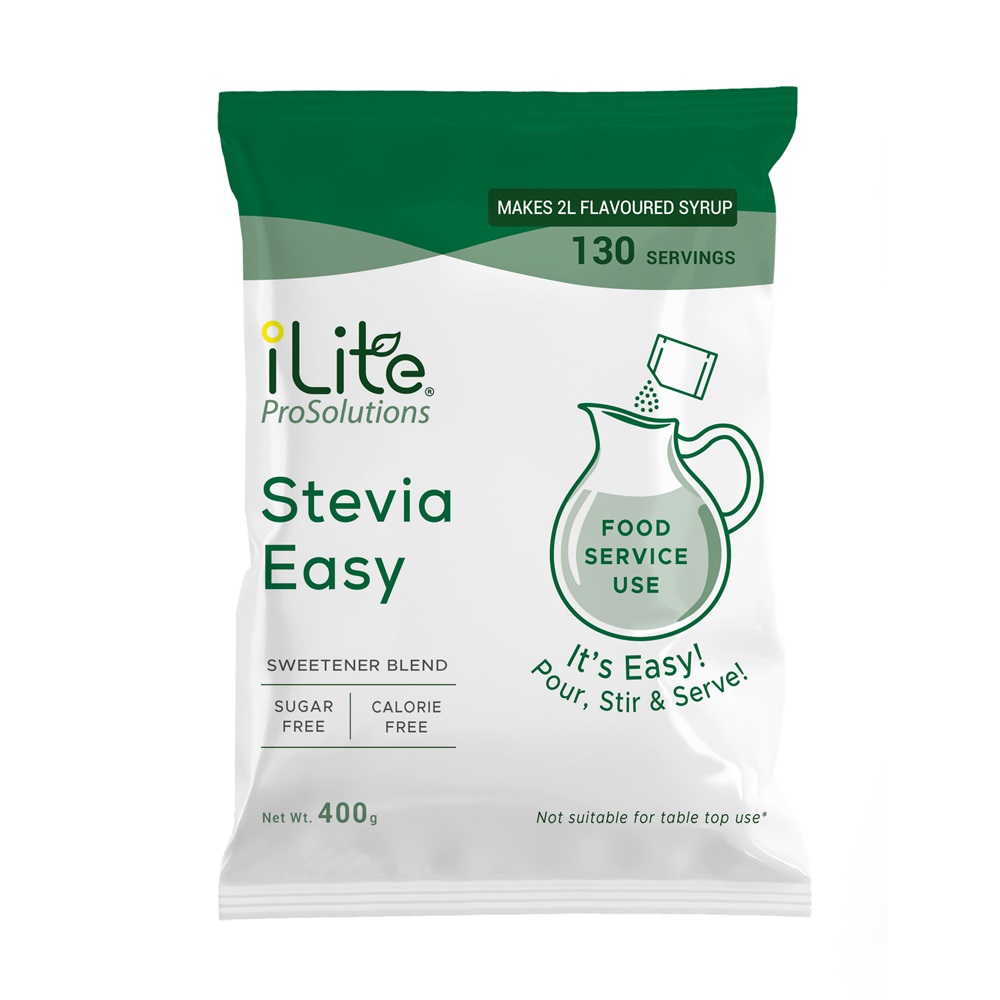 MAKES 2L FLAVOURED SYRUP
130 SERVINGS
iLite®
ProSolutions
Stevia
Easy
FOOD
SERVICE
USE
It's Easy!
Pour, Stir & Serve!
SWEETENER BLEND
SUGAR
FREE
CALORIE
FREE
Net Wt. 400g
Not suitable for table top use*